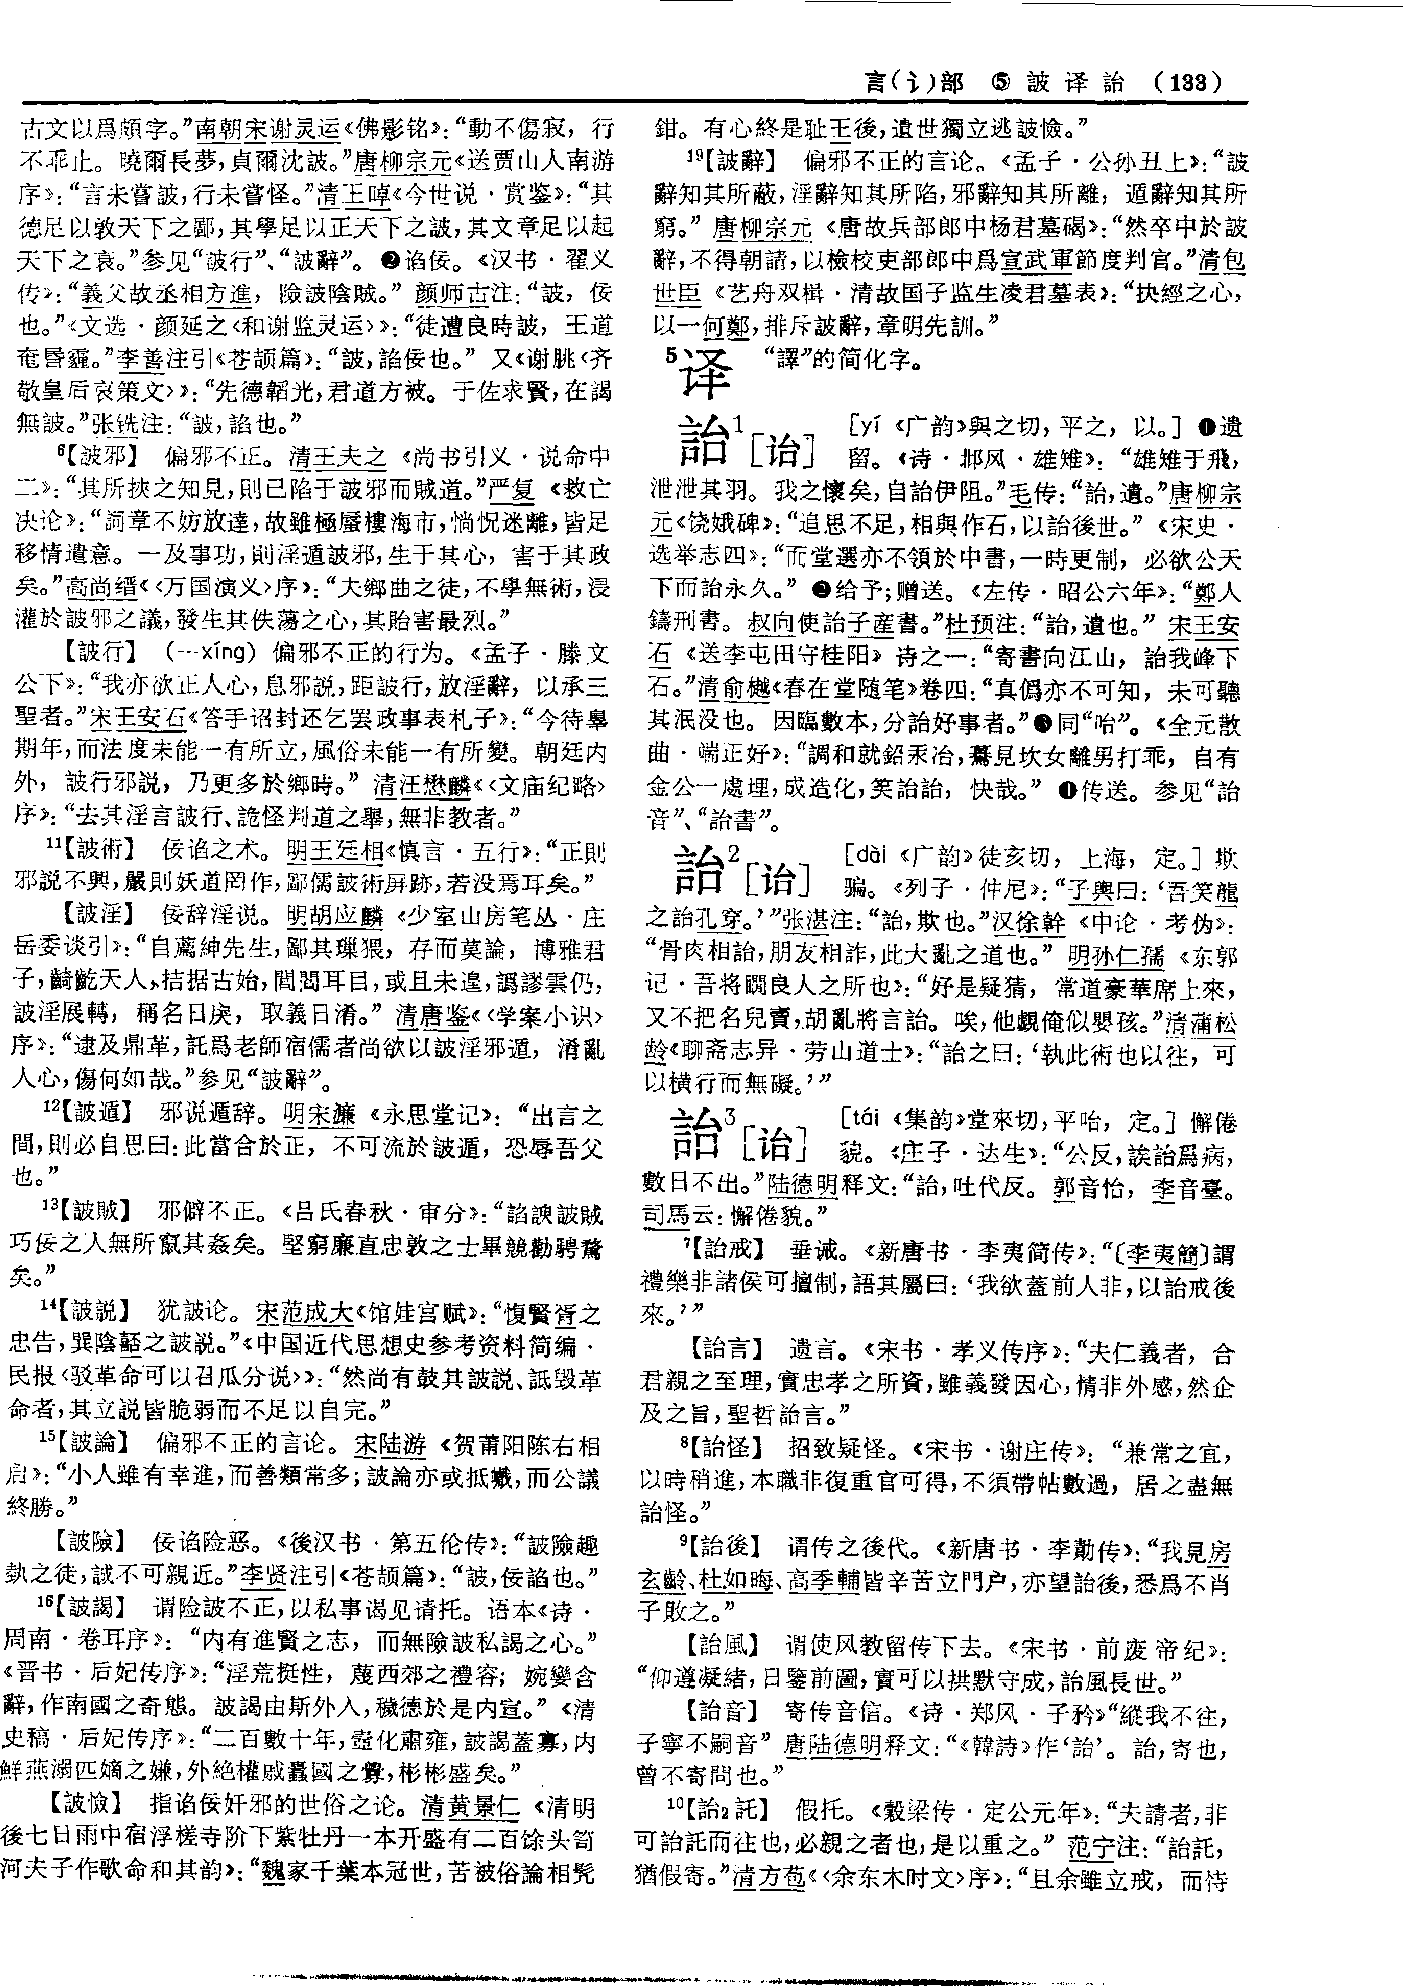 言(讠)部 ⑤ 詖译詒 (133)
古文以爲頗字。”南朝宋谢灵运《佛影铭》：“動不傷寂，行
不乖止。曉爾長夢，貞爾沈詖。”唐柳宗元《送贾山人南游
序》：“言未嘗詖，行未嘗怪。”清王晫《今世说·赏鉴》：“其
德足以敦天下之鄙，其學足以正天下之詖，其文章足以起
天下之衰。”参见“詖行”、“詖辭”。❷谄佞。《汉书·翟义
传》：“義父故丞相方進，險詖陰賊。”颜师古注：“詖，佞
也。”《文选·颜延之〈和谢监灵运〉》：“徒遭良時詖，王道
奄昬霾。”李善注引《苍颉篇》：“詖，諂佞也。”又《谢朓〈齐
敬皇后哀策文〉》：“先德韜光，君道方被。于佐求賢，在謁
無詖。”张铣注：“詖，諂也。”
6【詖邪】 偏邪不正。清王夫之《尚书引义·说命中
二》：“其所挾之知見，則已陷于詖邪而賊道。”严复《救亡
决论》：“詞章不妨放達，故雖極蜃樓海市，惝怳迷離，皆足
移情遣意。一及事功，則淫遁詖邪，生于其心，害于其政
矣。”高尚缙《〈万国演义〉序》：“大鄉曲之徒，不學無術，浸
灌於詖邪之議，發生其佚蕩之心，其貽害最烈。”
【詖行】 (—xíng) 偏邪不正的行为。《孟子·滕文
公下》：“我亦欲正人心，息邪説，距詖行，放淫辭，以承三
聖者。”宋王安石《答手诏封还乞罢政事表札子》：“今待辠
期年，而法度未能一有所立，風俗未能一有所變。朝廷内
外，詖行邪説，乃更多於鄉時。”清汪懋麟《〈文庙纪略〉
序》：“去其淫言詖行、詭怪判道之舉，無非教者。”
11【詖術】 佞谄之术。明王廷相《慎言·五行》：“正則
邪説不興，嚴則妖道罔作，鄙儒詖術屏跡，若没焉耳矣。”
【詖淫】 佞辞淫说。明胡应麟《少室山房笔丛·庄
岳委谈引》：“自薦紳先生，鄙其璅猥，存而莫論，博雅君
子，齮齕天人，拮据古始，閭閻耳目，或且未遑，譌謬雲仍，
詖淫展轉，稱名日戾，取義日淆。”清唐鉴《〈学案小识〉
序》：“逮及鼎革，託爲老師宿儒者尚欲以詖淫邪遁，淆亂
人心，傷何如哉。”参见“詖辭”。
12【詖遁】 邪说遁辞。明宋濂《永思堂记》：“出言之
間，則必自思曰：此當合於正，不可流於詖遁，恐辱吾父
也。”
13【詖賊】 邪僻不正。《吕氏春秋·审分》：“諂諛詖賊
巧佞之人無所竄其姦矣。堅窮廉直忠敦之士畢競勸騁騖
矣。”
14【詖説】 犹詖论。宋范成大《馆娃宫赋》：“愎賢胥之
忠告，巽陰嚭之詖説。”《中国近代思想史参考资料简编·
民报〈驳革命可以召瓜分说〉》：“然尚有鼓其詖説、詆毁革
命者，其立説皆脆弱而不足以自完。”
15【詖論】 偏邪不正的言论。宋陆游《贺莆阳陈右相
启》：“小人雖有幸進，而善類常多；詖論亦或抵巇，而公議
終勝。”
【詖險】 佞谄险恶。《後汉书·第五伦传》：“詖險趣
埶之徒，誠不可親近。”李贤注引《苍颉篇》：“詖，佞諂也。”
16【詖謁】 谓险詖不正，以私事谒见请托。语本《诗·
周南·卷耳序》：“内有進賢之志，而無險詖私謁之心。”
《晋书·后妃传序》：“淫荒挺性，蔑西郊之禮容；婉孌含
辭，作南國之奇態。詖謁由斯外入，穢德於是内宣。”《清
史稿·后妃传序》：“二百數十年，壼化肅雍，詖謁蓋寡，内
鮮燕溺匹嫡之嫌，外絶權戚蠹國之釁，彬彬盛矣。”
【詖憸】 指谄佞奸邪的世俗之论。清黄景仁《清明
後七日雨中宿浮槎寺阶下紫牡丹一本开盛有二百馀头笥
河夫子作歌命和其韵》：“魏家千葉本冠世，苦被俗論相髠
鉗。有心終是耻王後，遺世獨立逃詖憸。”
19【詖辭】 偏邪不正的言论。《孟子·公孙丑上》：“詖
辭知其所蔽，淫辭知其所陷，邪辭知其所離，遁辭知其所
窮。”唐柳宗元《唐故兵部郎中杨君墓碣》：“然卒中於詖
辭，不得朝請，以檢校吏部郎中爲宣武軍節度判官。”清包
世臣《艺舟双楫·清故国子监生凌君墓表》：“抉經之心，
以一何鄭，排斥詖辭，章明先訓。”
5译 “譯”的简化字。
詒1[诒] [yí《广韵》與之切，平之，以。]❶遗
留。《诗·邶风·雄雉》：“雄雉于飛，
泄泄其羽。我之懷矣，自詒伊阻。”毛传：“詒，遺。”唐柳宗
元《饶娥碑》：“追思不足，相與作石，以詒後世。”《宋史·
选举志四》：“而堂選亦不領於中書，一時更制，必欲公天
下而詒永久。”❷给予；赠送。《左传·昭公六年》：“鄭人
鑄刑書。叔向使詒子産書。”杜预注：“詒，遺也。”宋王安
石《送李屯田守桂阳》诗之一：“寄書向江山，詒我峰下
石。”清俞樾《春在堂随笔》卷四：“真僞亦不可知，未可聽
其泯没也。因臨數本，分詒好事者。”❸同“咍”。《全元散
曲·端正好》：“調和就鉛汞冶，驀見坎女離男打乖，自有
金公一處埋，成造化，笑詒詒，快哉。”❹传送。参见“詒
音”、“詒書”。
詒2[诒] [dài《广韵》徒亥切，上海，定。]欺
骗。《列子·仲尼》：“子輿曰：‘吾笑龍
之詒孔穿。’”张湛注：“詒，欺也。”汉徐幹《中论·考伪》：
“骨肉相詒，朋友相詐，此大亂之道也。”明孙仁孺《东郭
记·吾将瞷良人之所也》：“好是疑猜，常道豪華席上來，
又不把名兒賣，胡亂將言詒。唉，他覷俺似嬰孩。”清蒲松
龄《聊斋志异·劳山道士》：“詒之曰：‘執此術也以往，可
以横行而無礙。’”
詒3[诒] [tái《集韵》堂來切，平咍，定。]懈倦
貌。《庄子·达生》：“公反，誒詒爲病，
數日不出。”陆德明释文：“詒，吐代反。郭音怡，李音臺。
司馬云：懈倦貌。”
7【詒戒】 垂诫。《新唐书·李夷简传》：“〔李夷簡〕謂
禮樂非諸侯可擅制，語其屬曰：‘我欲蓋前人非，以詒戒後
來。’”
【詒言】 遗言。《宋书·孝义传序》：“夫仁義者，合
君親之至理，實忠孝之所資，雖義發因心，情非外感，然企
及之旨，聖哲詒言。”
8【詒怪】 招致疑怪。《宋书·谢庄传》：“兼常之宜，
以時稍進，本職非復重官可得，不須帶帖數過，居之盡無
詒怪。”
9【詒後】 谓传之後代。《新唐书·李勣传》：“我見房
玄齡、杜如晦、高季輔皆辛苦立門户，亦望詒後，悉爲不肖
子敗之。”
【詒風】 谓使风教留传下去。《宋书·前废帝纪》：
“仰遵凝緒，日鑒前圖，實可以拱默守成，詒風長世。”
【詒音】 寄传音信。《诗·郑风·子衿》“縱我不往，
子寧不嗣音”唐陆德明释文：“《韓詩》作‘詒’。詒，寄也，
曾不寄問也。”
10【詒2託】 假托。《穀梁传·定公元年》：“夫請者，非
可詒託而往也，必親之者也，是以重之。”范宁注：“詒託，
猶假寄。”清方苞《〈余东木时文〉序》：“且余雖立戒，而待